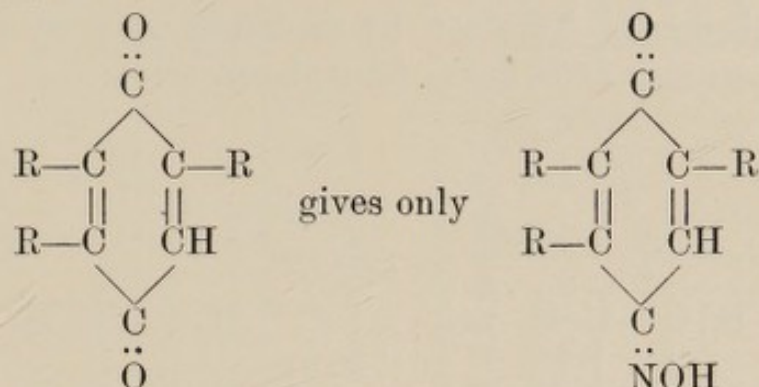 O O
C C
R—C C—R R—C C—R
gives only
R—C CH R—C CH
C C
O NOH